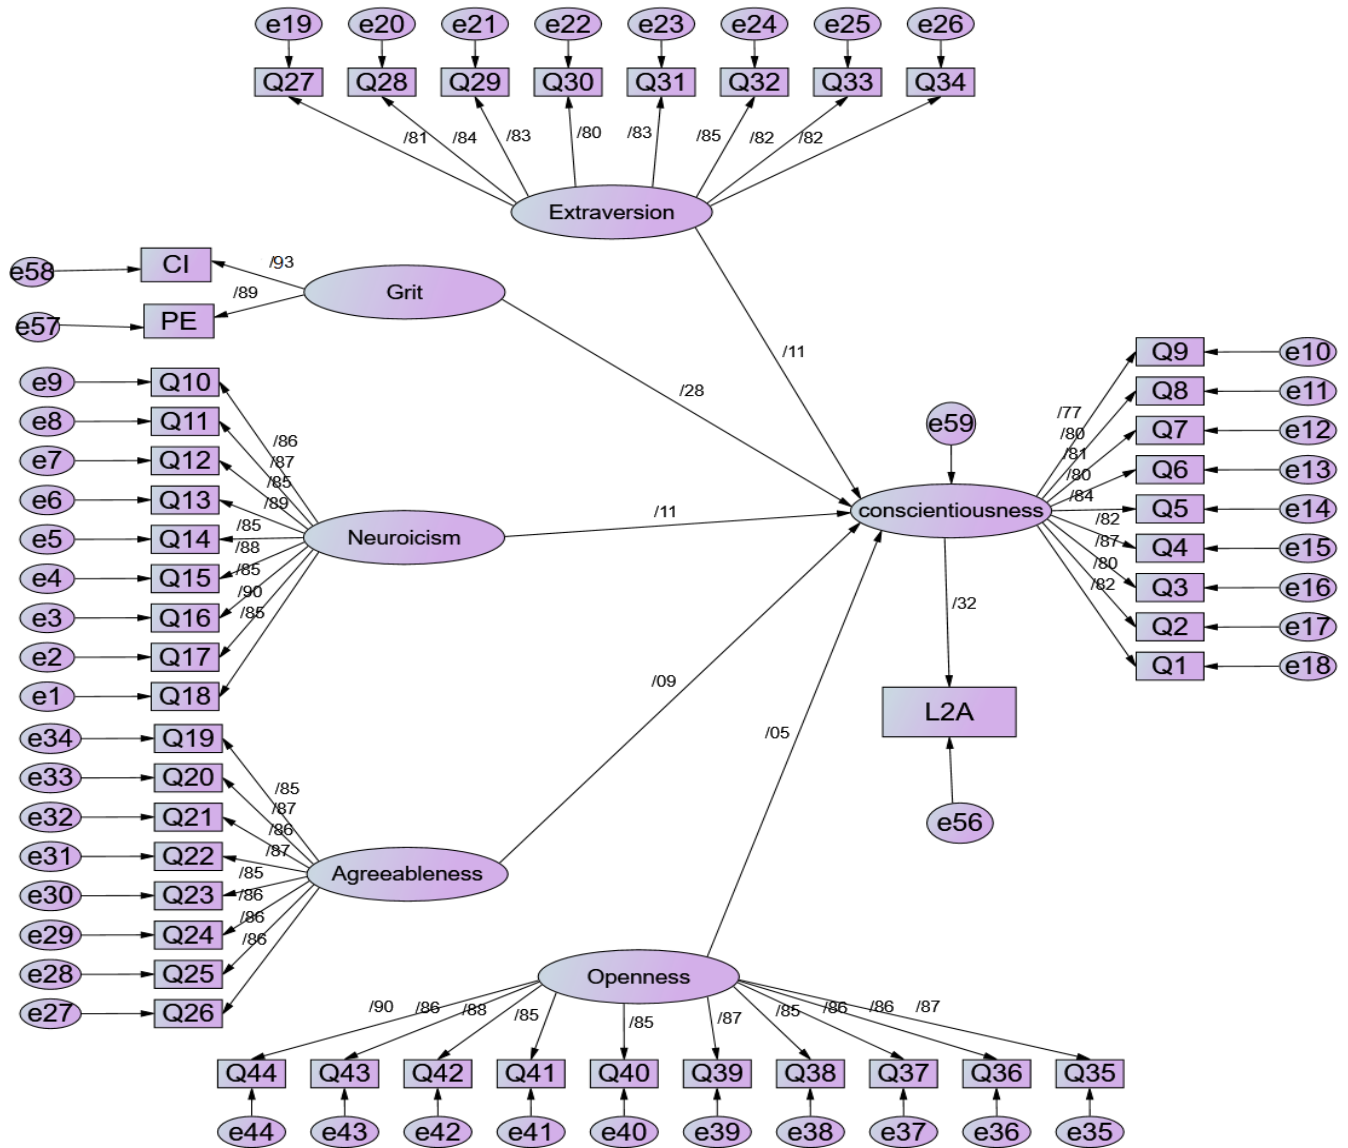 e19 e20 e21 e22 e23 e24 e25 e26
Q27 Q28 Q29 Q30 Q31 Q32 Q33 Q34
/81 /84 /83 /80 /83 /85 /82 /82
Extraversion
e58 CI /93
Grit
/89
e57 PE
/11
/28
e9 Q10
e8 Q11
e7 Q12
e6 Q13
e5 Q14
e4 Q15
e3 Q16
e2 Q17
e1 Q18
/86
/87
/85
/89
/85
/88
/85
/90
/85
Neuroicism
/11
e59
conscientiousness
/77
/80
/81
/80
/84
/82
/87
/80
/82
Q9 e10
Q8 e11
Q7 e12
Q6 e13
Q5 e14
Q4 e15
Q3 e16
Q2 e17
Q1 e18
/32
L2A
e56
/09
/05
e34 Q19
e33 Q20
e32 Q21
e31 Q22
e30 Q23
e29 Q24
e28 Q25
e27 Q26
/85
/87
/86
/87
/85
/86
/86
/86
Agreeableness
Openness
/90 /86 /88 /85 /85 /87 /85 /86 /86 /87
Q44 Q43 Q42 Q41 Q40 Q39 Q38 Q37 Q36 Q35
e44 e43 e42 e41 e40 e39 e38 e37 e36 e35